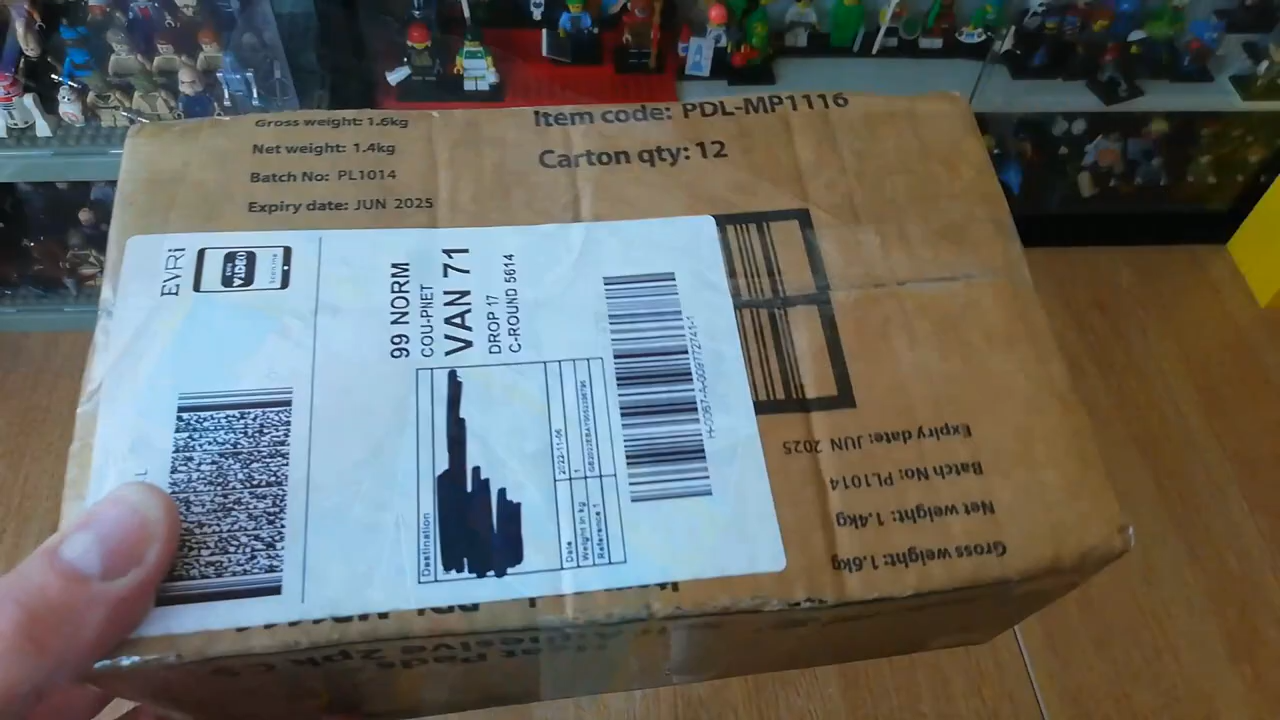 Gross weight: 1.6kg
Net weight: 1.4kg
Batch No: PL1014
Expiry date: JUN 2025
Item code: PDL-MP1116
Carton qty: 12
EVRi
VIDEO
99 NORM
COU-PNET
VAN 71
DROP 17
C-ROUND 5614
Destination
Date
2022-11-06
Weight in kg
1
Reference 1
Expiry date: JUN 2025
Batch No: PL1014
Net weight: 1.4kg
Gross weight: 1.6kg